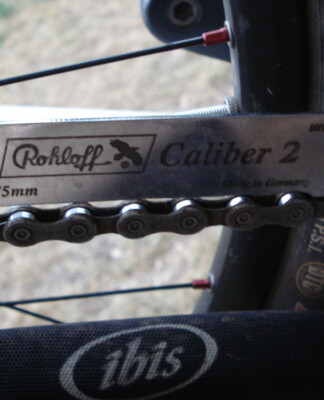 Rohloff Caliber 2
5mm Made in Germany
P.S.I.
ibis